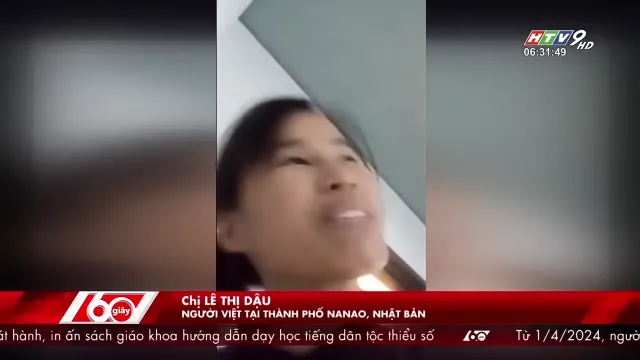 HTV9 HD
06:31:49
60 giây
Chị LÊ THỊ DẬU
NGƯỜI VIỆT TẠI THÀNH PHỐ NANAO, NHẬT BẢN
át hành, in ấn sách giáo khoa hướng dẫn dạy học tiếng dân tộc thiểu số 60 Từ 1/4/2024, ngườ